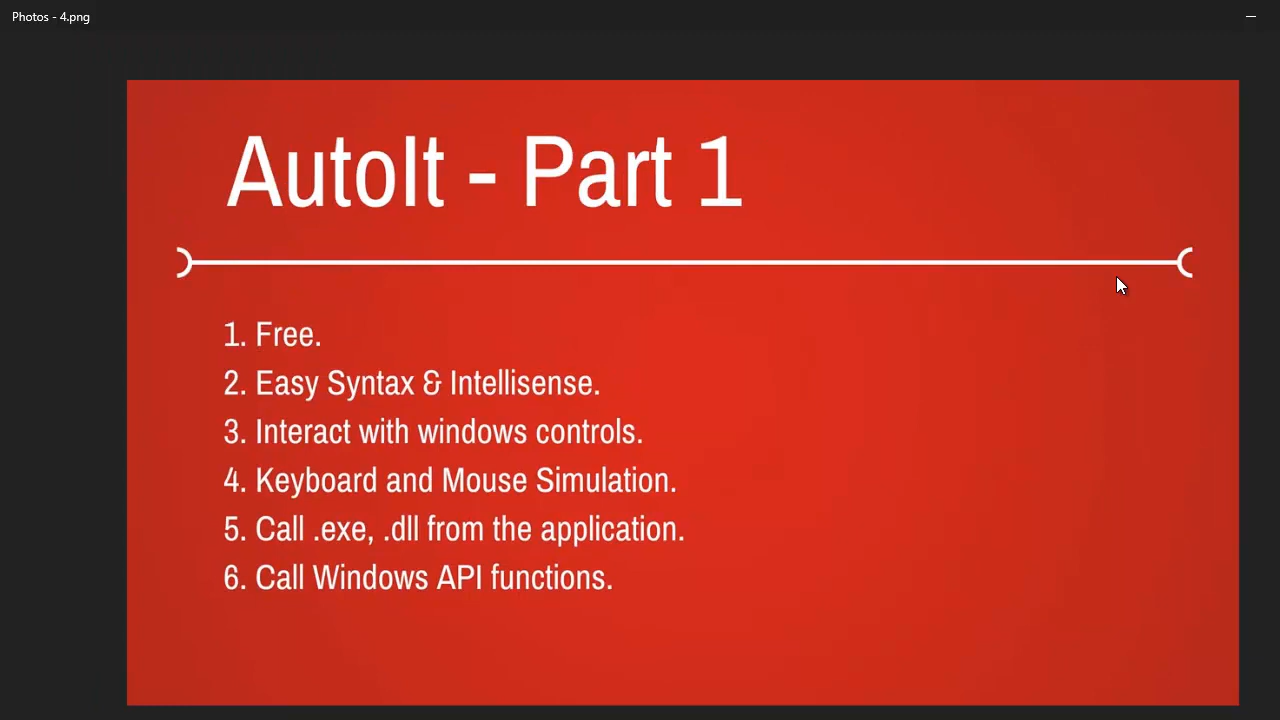 Photos - 4.png
AutoIt - Part 1
1. Free.
2. Easy Syntax & Intellisense.
3. Interact with windows controls.
4. Keyboard and Mouse Simulation.
5. Call .exe, .dll from the application.
6. Call Windows API functions.